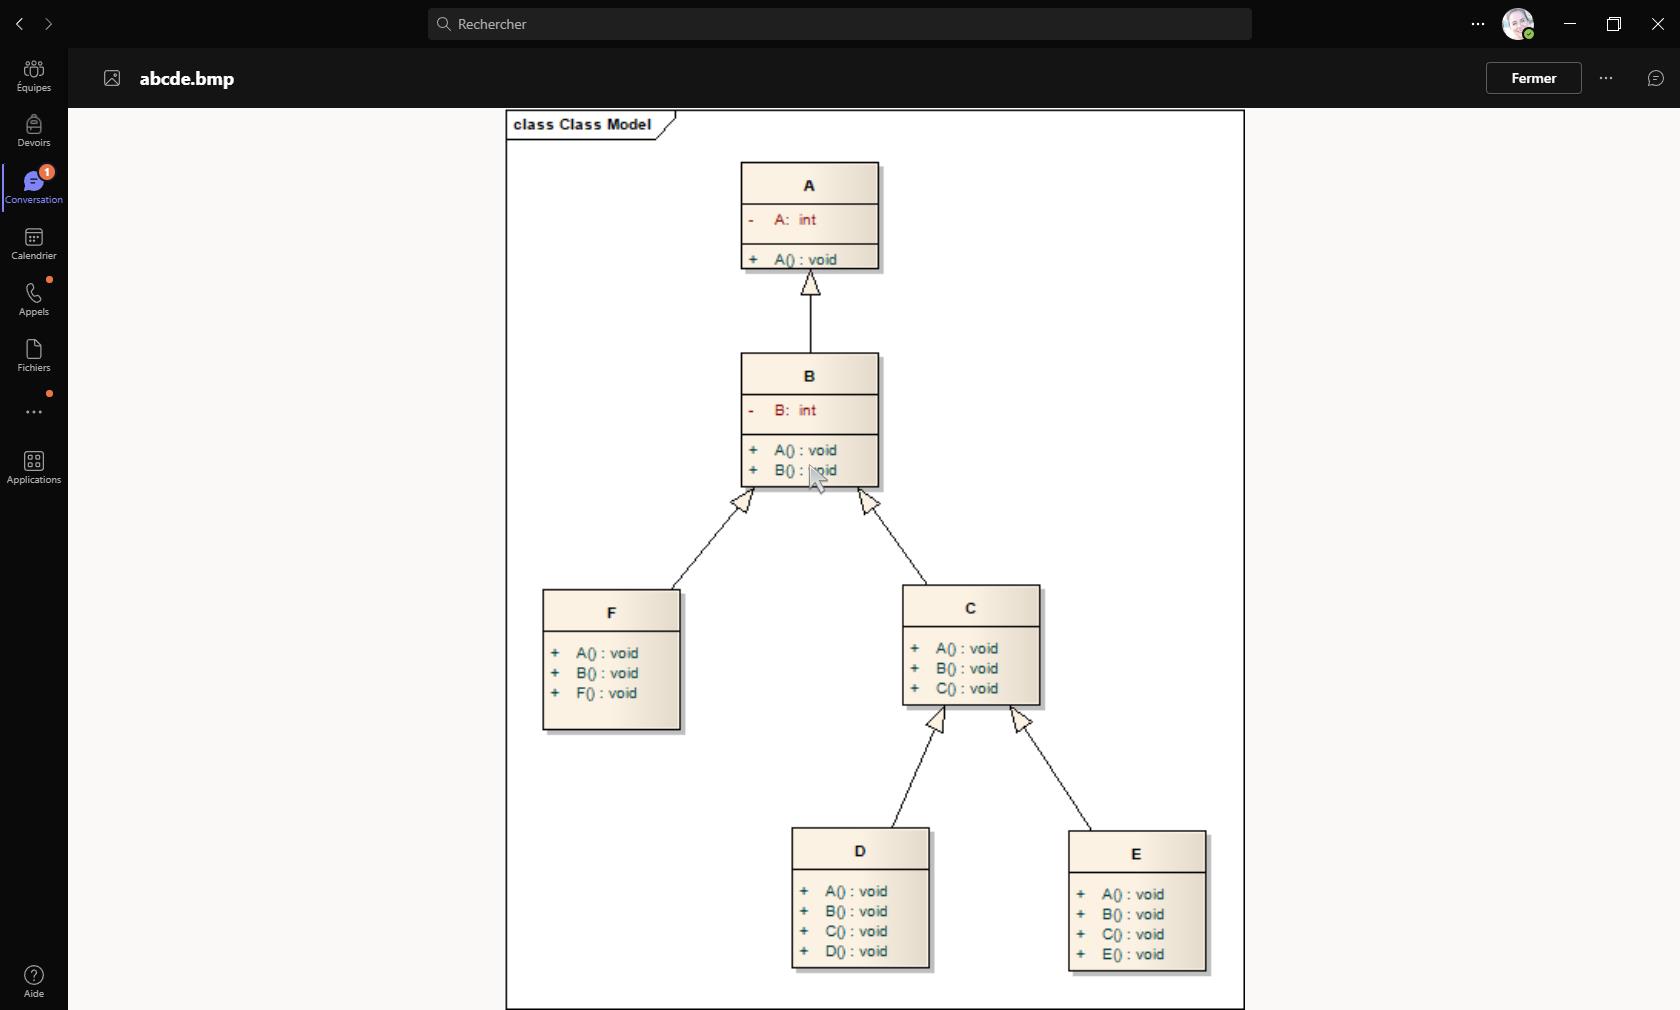 Rechercher
Équipes
Devoirs
1
Conversation
Calendrier
Appels
Fichiers
Applications
Aide
abcde.bmp
Fermer
class Class Model
A
- A: int
+ A() : void
B
- B: int
+ A() : void
+ B() : void
F
+ A() : void
+ B() : void
+ F() : void
C
+ A() : void
+ B() : void
+ C() : void
D
+ A() : void
+ B() : void
+ C() : void
+ D() : void
E
+ A() : void
+ B() : void
+ C() : void
+ E() : void